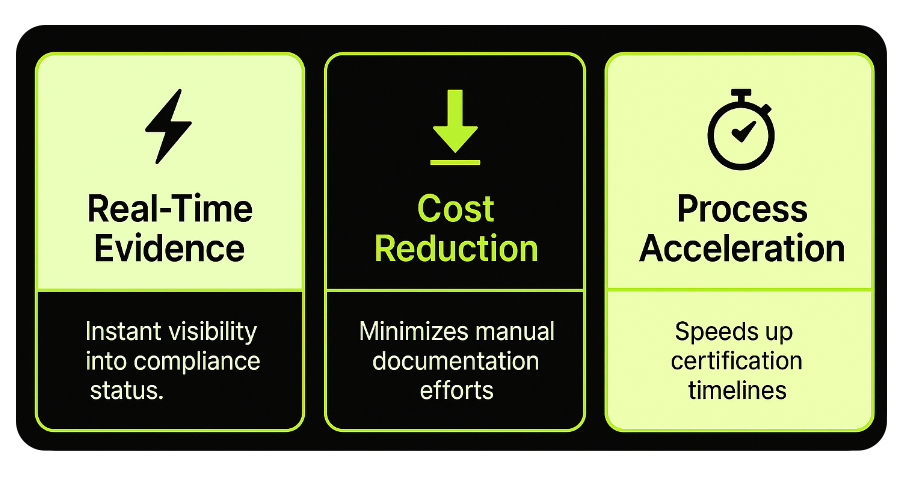 Real-Time
Evidence
Instant visibility
into compliance
status.
Cost
Reduction
Minimizes manual
documentation
efforts
Process
Acceleration
Speeds up
certification
timelines